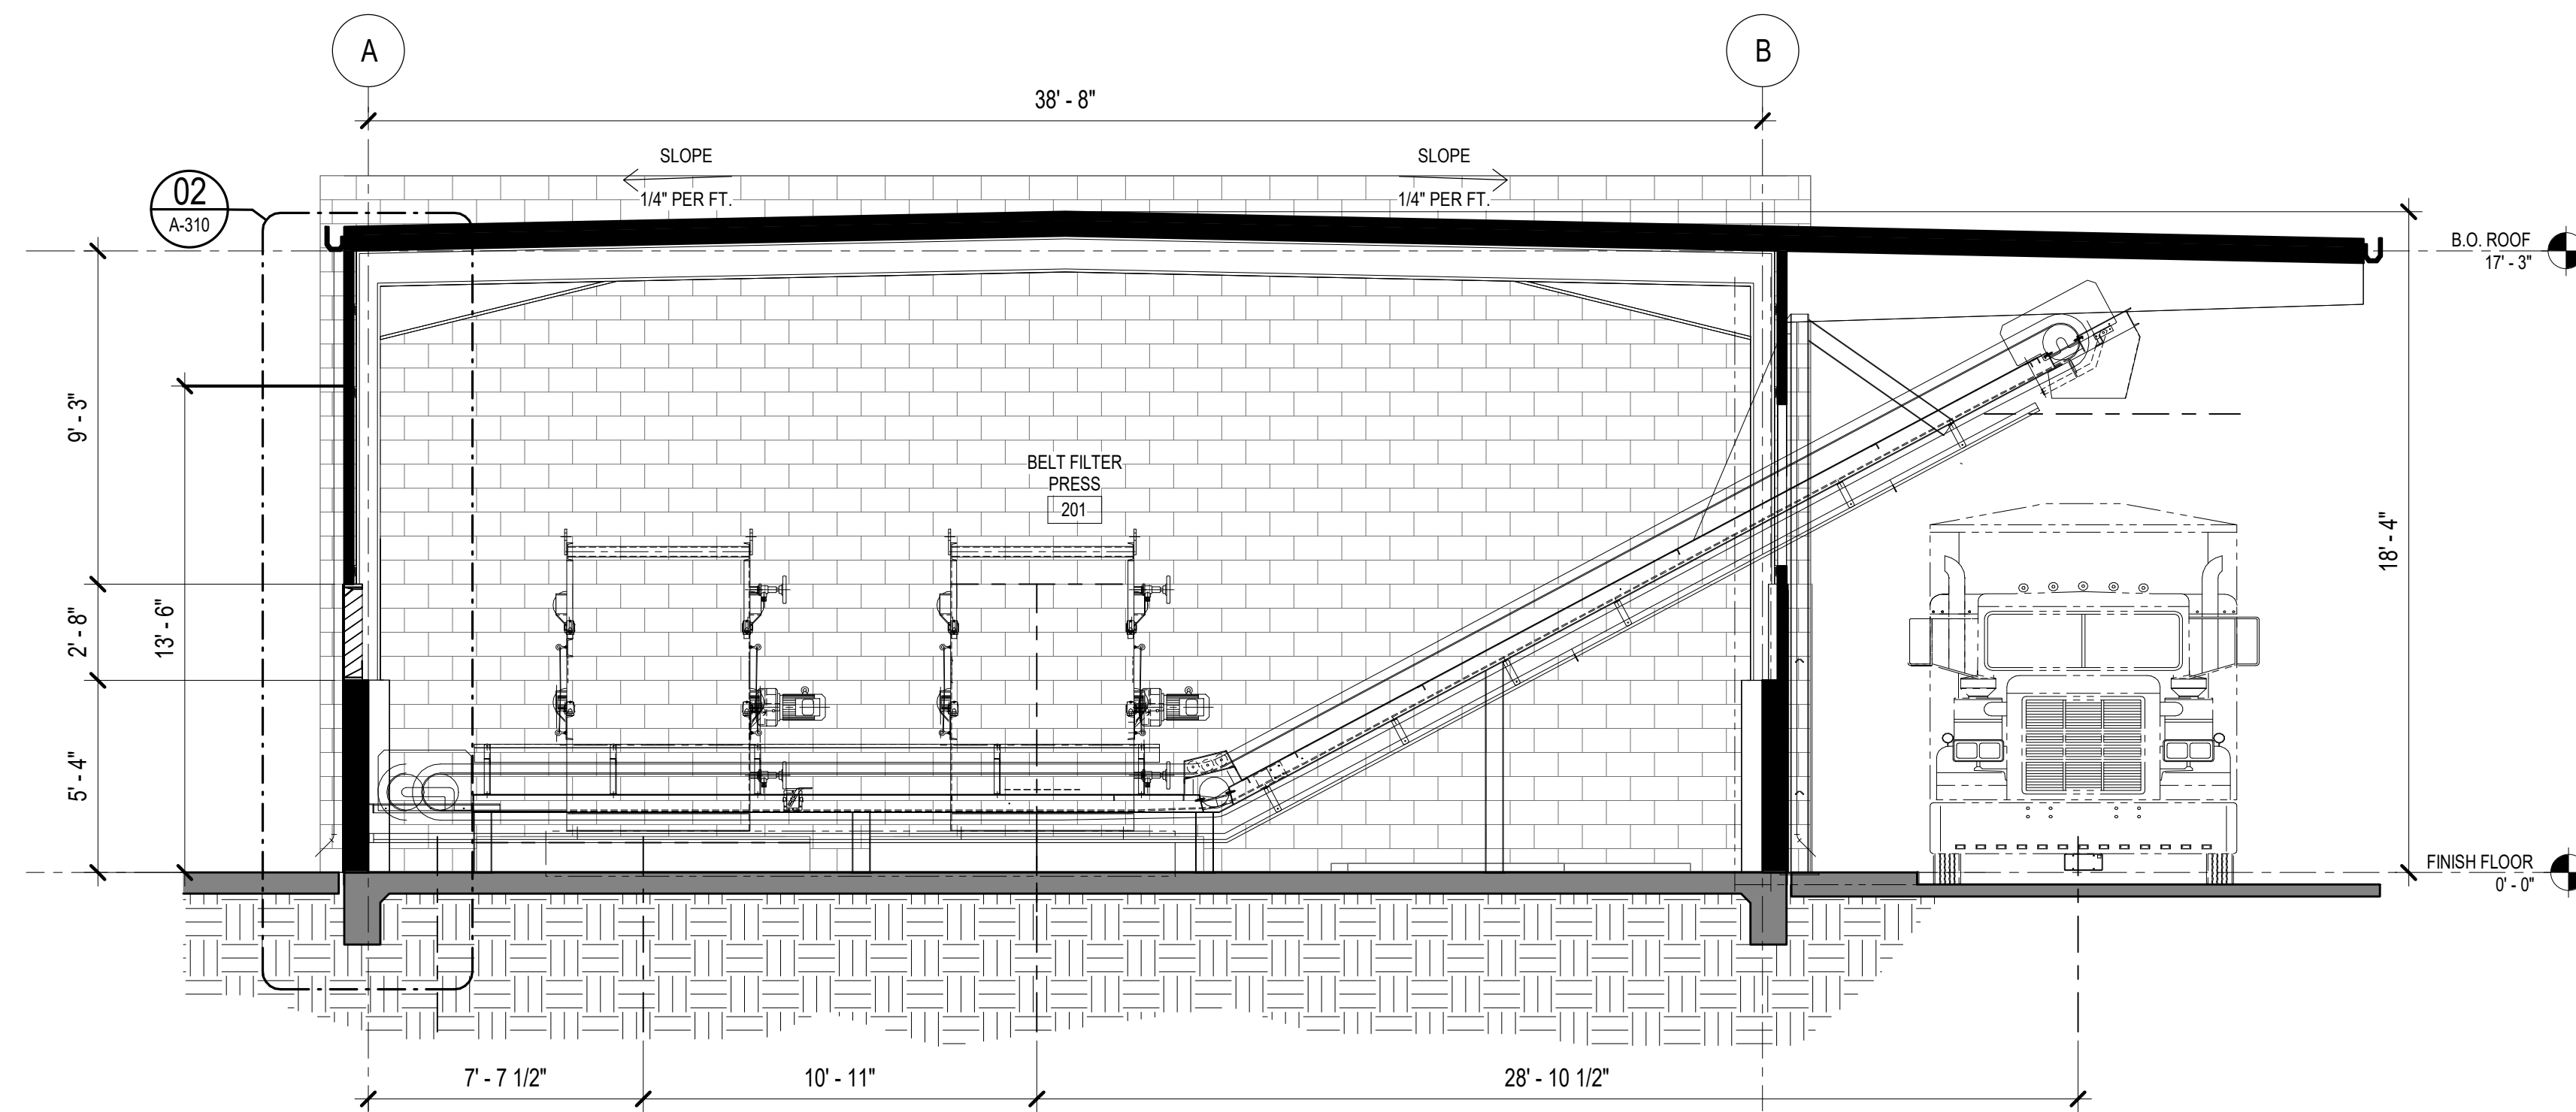 A
B
38' - 8"
SLOPE
1/4" PER FT.
SLOPE
1/4" PER FT.
02
A-310
B.O. ROOF
17' - 3"
9' - 3"
2' - 8"
5' - 4"
13' - 6"
BELT FILTER
PRESS
201
18' - 4"
FINISH FLOOR
0' - 0"
7' - 7 1/2"
10' - 11"
28' - 10 1/2"